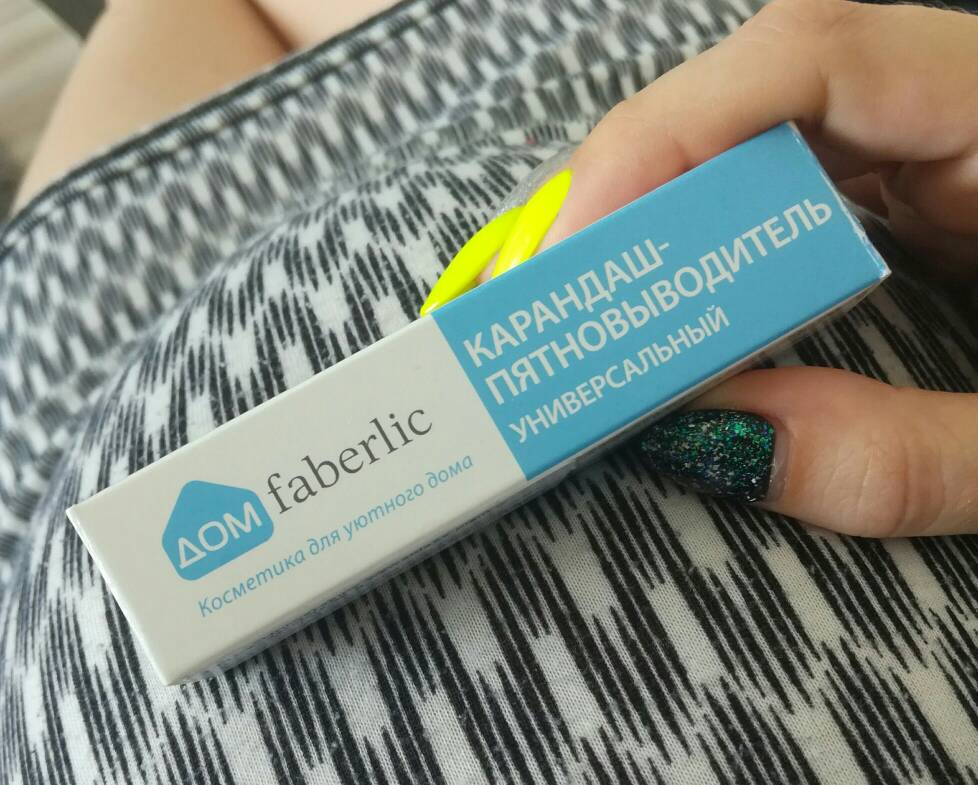 ДОМ faberlic
Косметика для уютного дома
КАРАНДАШ-
ПЯТНОВЫВОДИТЕЛЬ
УНИВЕРСАЛЬНЫЙ